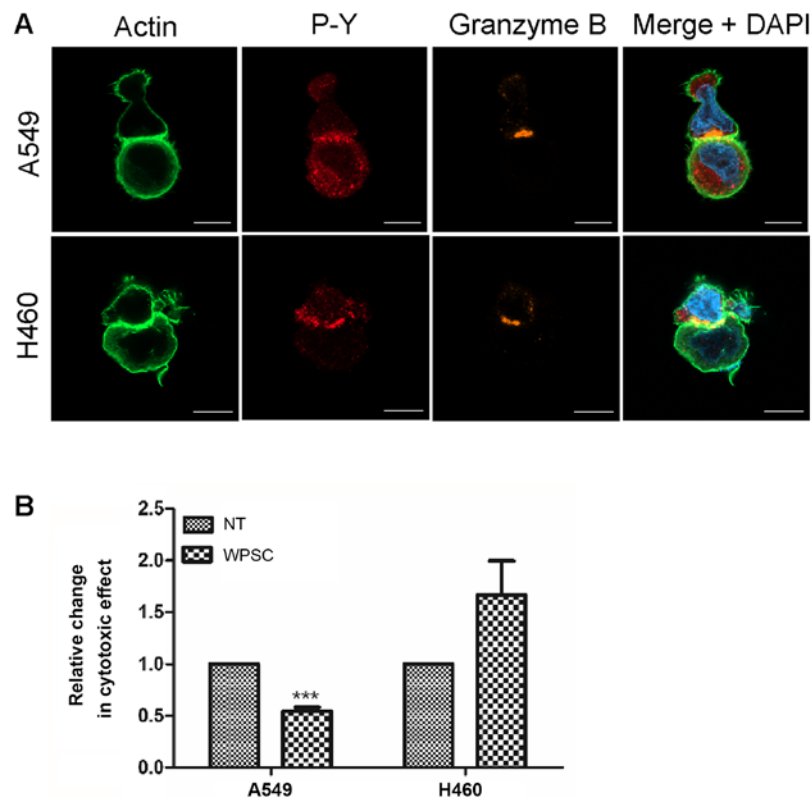 A
Actin P-Y Granzyme B Merge + DAPI
A549
H460
B
Relative change
in cytotoxic effect
2.5
2.0
1.5
1.0
0.5
0.0
NT
WPSC
***
A549 H460